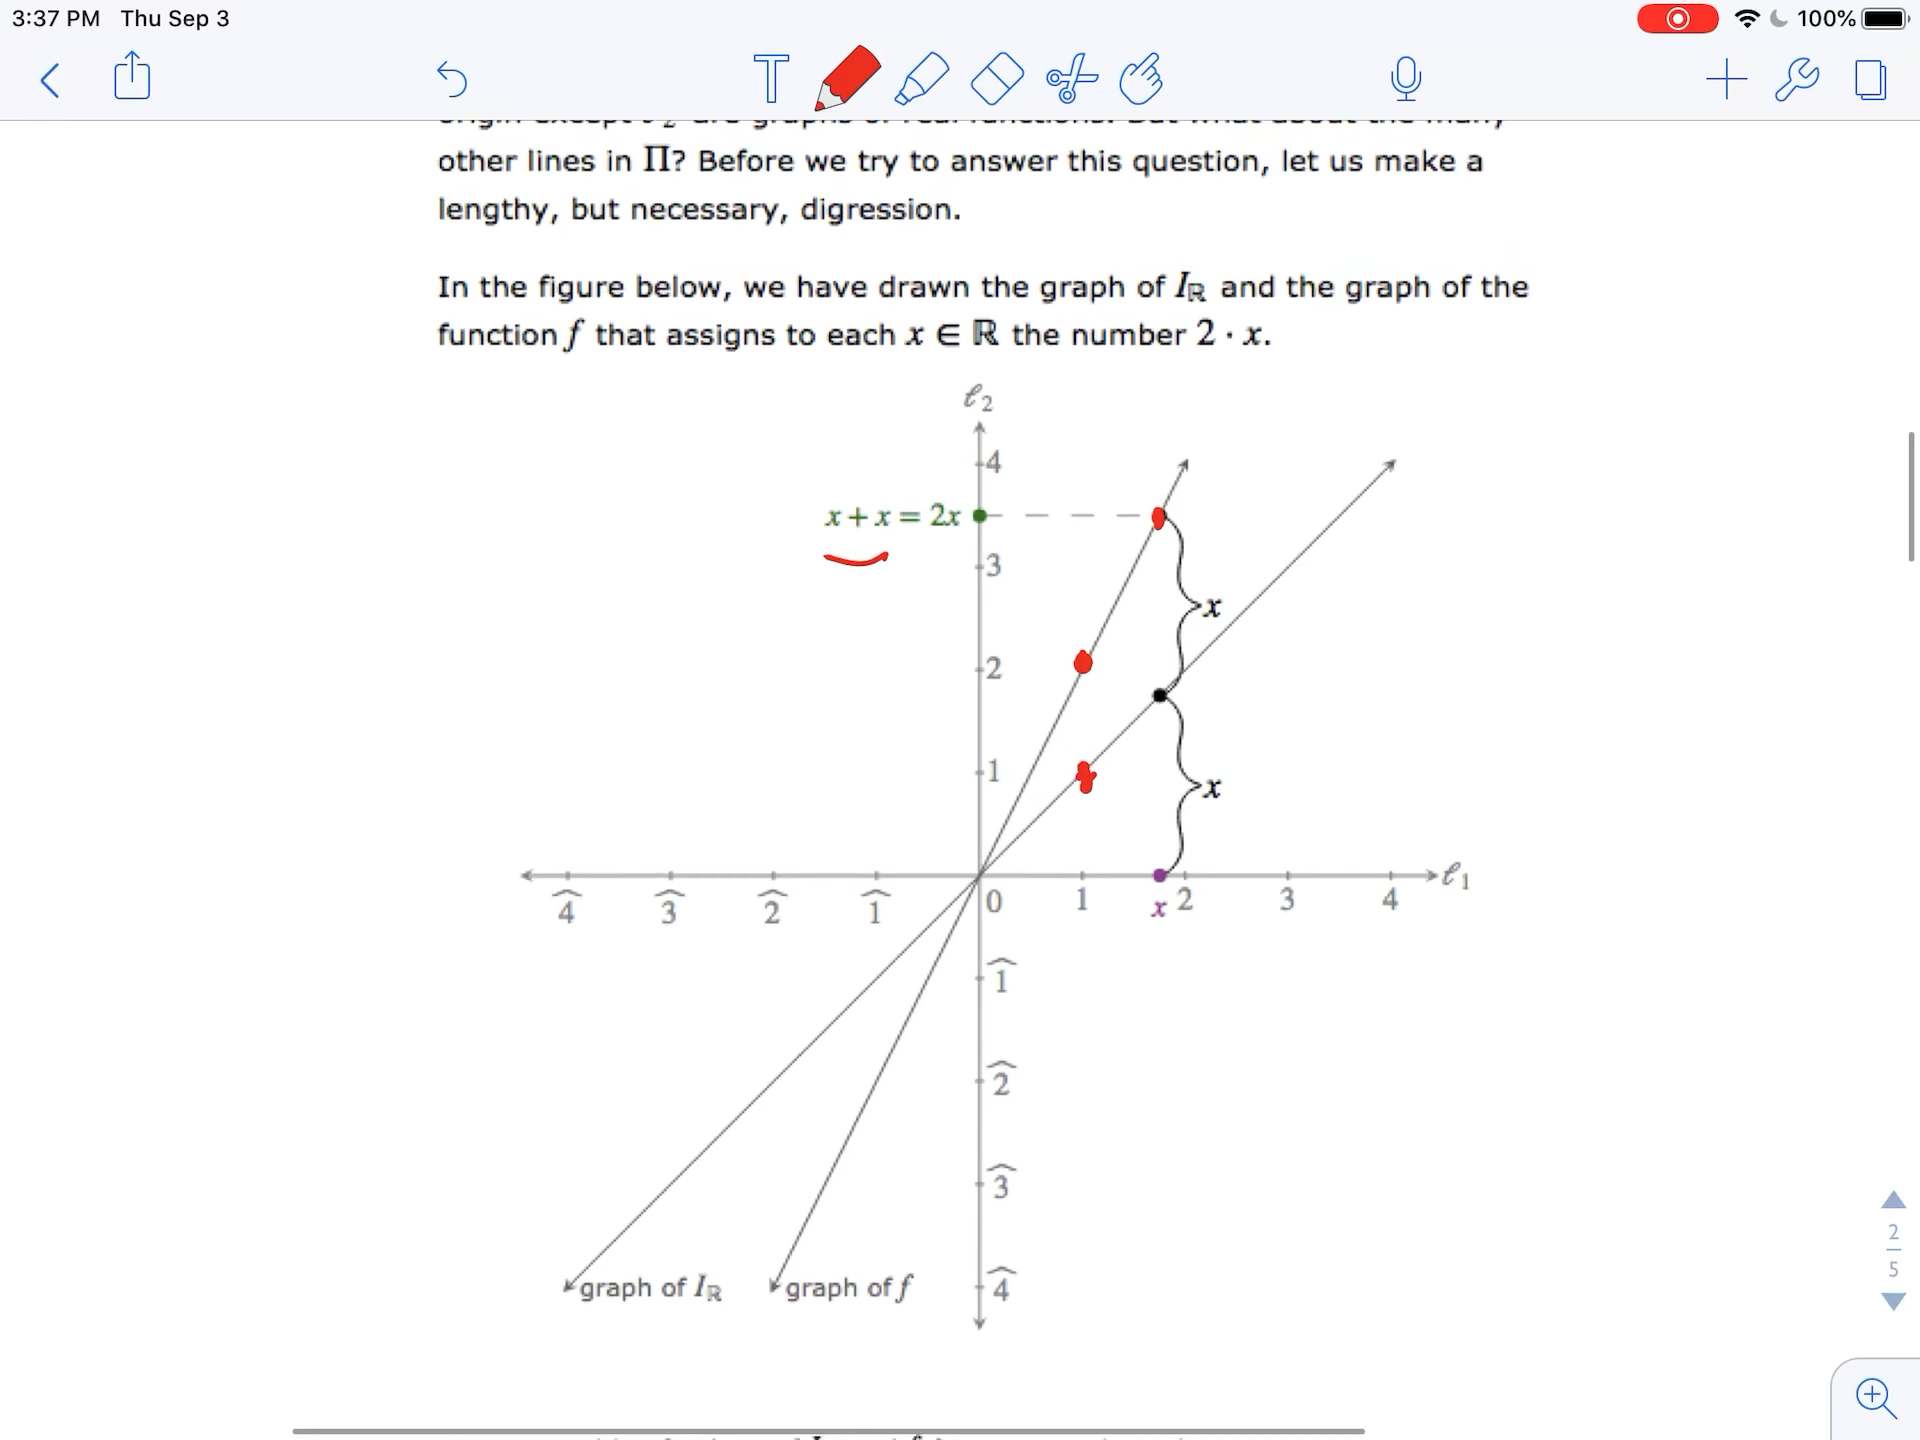 3:37 PM Thu Sep 3
100%
T
other lines in Π? Before we try to answer this question, let us make a
lengthy, but necessary, digression.
In the figure below, we have drawn the graph of Iℝ and the graph of the
function f that assigns to each x ∈ ℝ the number 2 · x.
ℓ₂
4
x + x = 2x
3
x
2
1
x
ℓ₁
4̂ 3̂ 2̂ 1̂ 0 1 x 2 3 4
1̂
2̂
3̂
graph of Iℝ graph of f 4̂
2
5